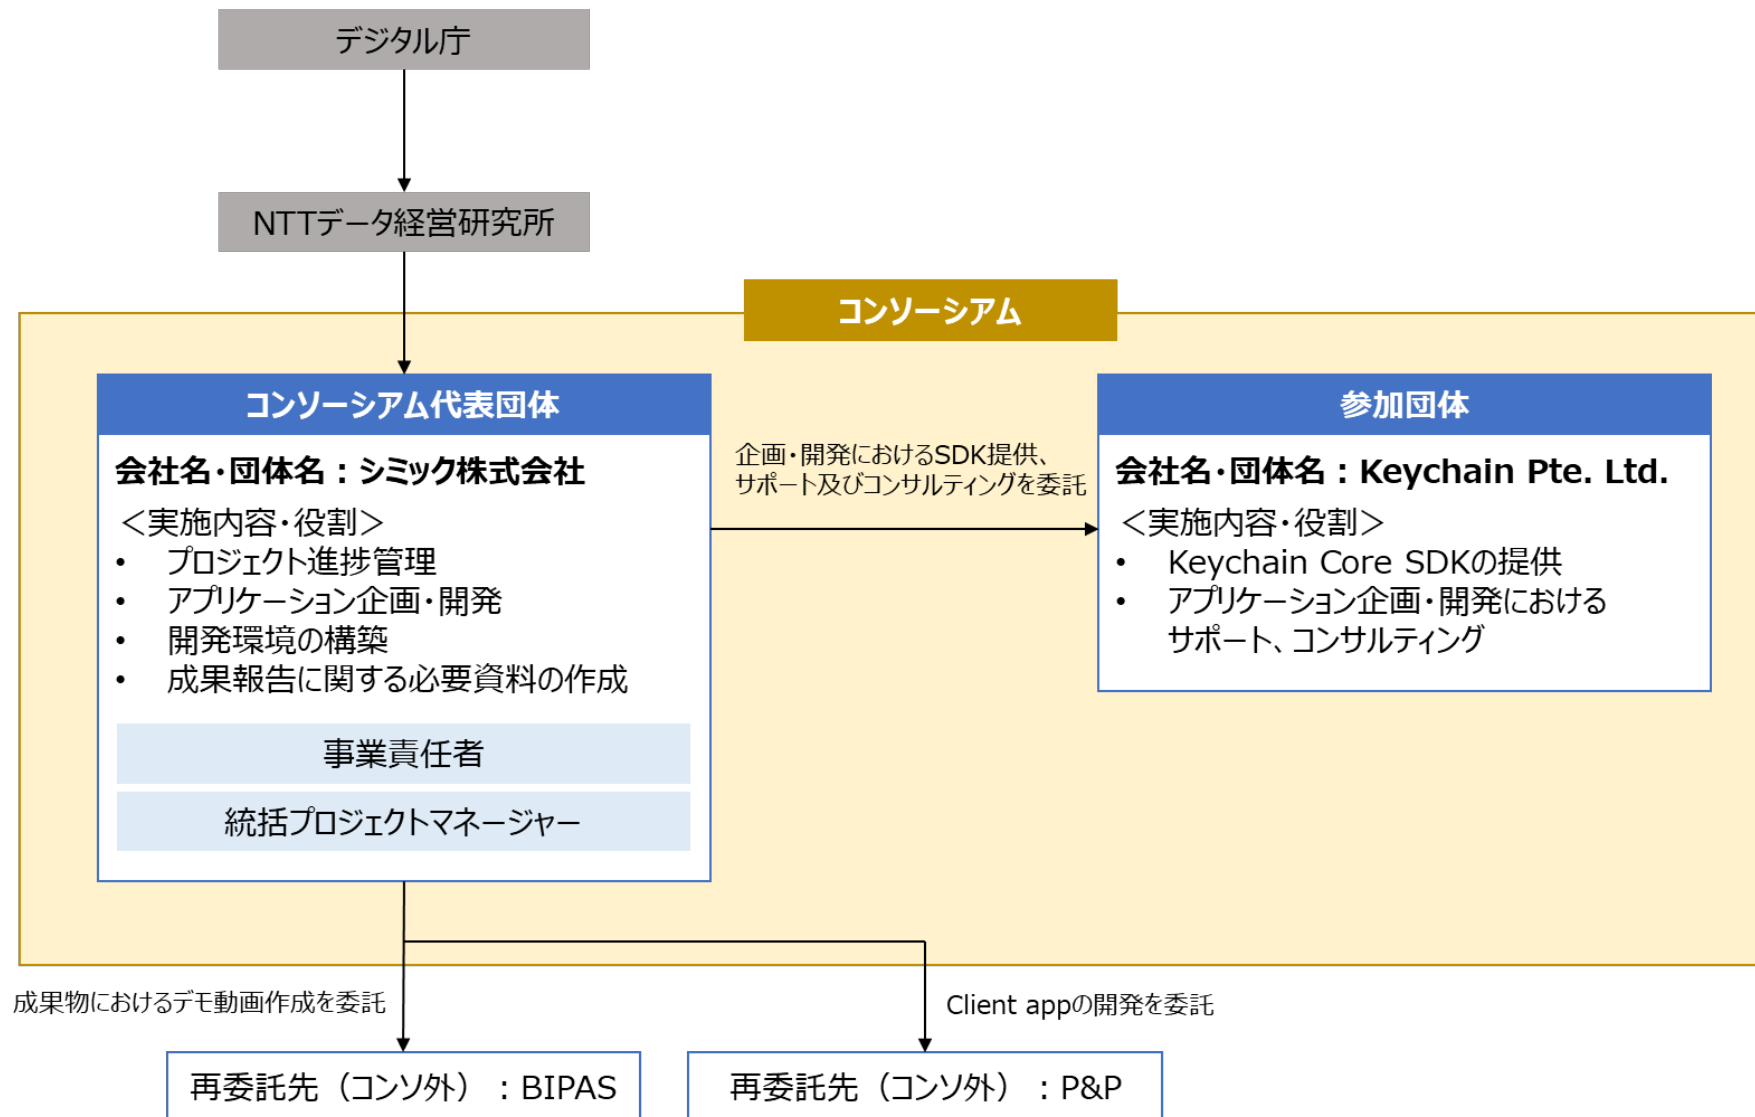 デジタル庁
NTTデータ経営研究所
コンソーシアム
コンソーシアム代表団体
会社名・団体名：シミック株式会社
＜実施内容・役割＞
• プロジェクト進捗管理
• アプリケーション企画・開発
• 開発環境の構築
• 成果報告に関する必要資料の作成
事業責任者
統括プロジェクトマネージャー
企画・開発におけるSDK提供、
サポート及びコンサルティングを委託
参加団体
会社名・団体名：Keychain Pte. Ltd.
＜実施内容・役割＞
• Keychain Core SDKの提供
• アプリケーション企画・開発における
サポート、コンサルティング
成果物におけるデモ動画作成を委託
Client appの開発を委託
再委託先（コンソ外）：BIPAS
再委託先（コンソ外）：P&P